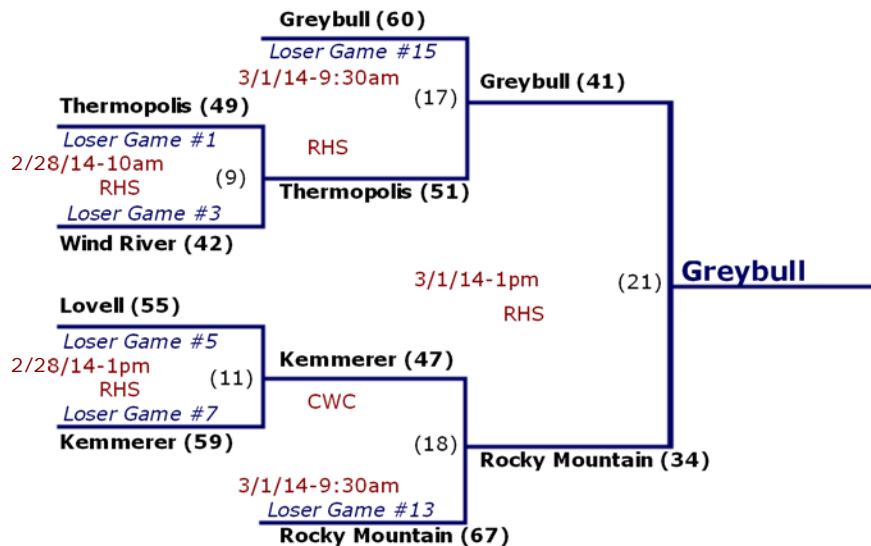 Greybull (60)
Loser Game #15
3/1/14-9:30am
(17)
Greybull (41)
Thermopolis (49)
Loser Game #1
2/28/14-10am
RHS
(9)
RHS
Loser Game #3
Thermopolis (51)
Wind River (42)
3/1/14-1pm
RHS
(21)
Greybull
Lovell (55)
Loser Game #5
2/28/14-1pm
RHS
(11)
Kemmerer (47)
CWC
Loser Game #7
Kemmerer (59)
(18)
Rocky Mountain (34)
3/1/14-9:30am
Loser Game #13
Rocky Mountain (67)